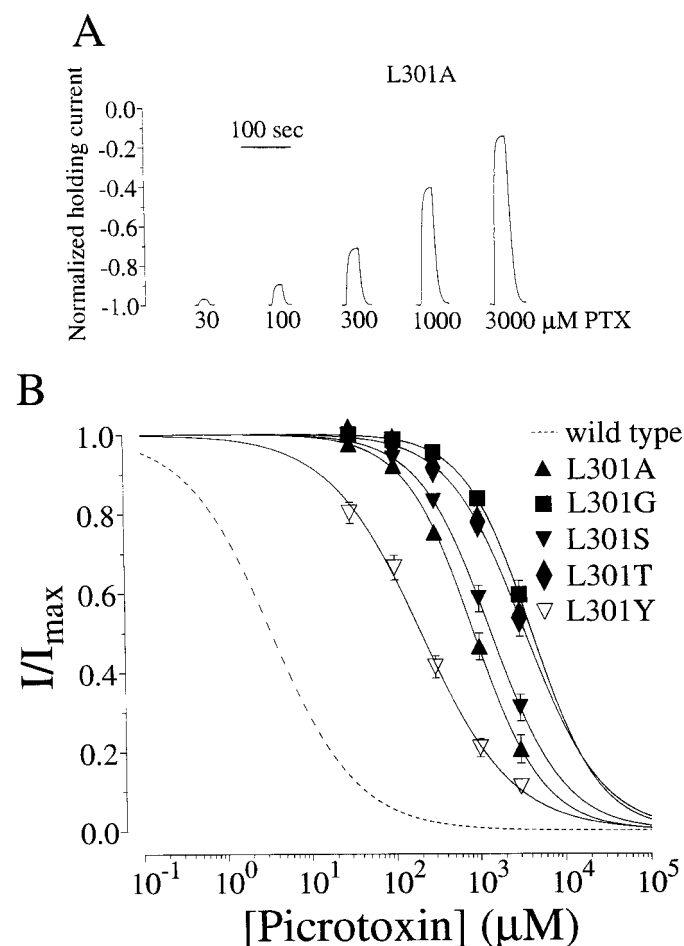 A
L301A
Normalized holding current
0.0
-0.2
-0.4
-0.6
-0.8
-1.0
100 sec
30 100 300 1000 3000 μM PTX
B
I/Imax
1.0
0.8
0.6
0.4
0.2
0.0
wild type
L301A
L301G
L301S
L301T
L301Y
10-1 100 101 102 103 104 105
[Picrotoxin] (μM)